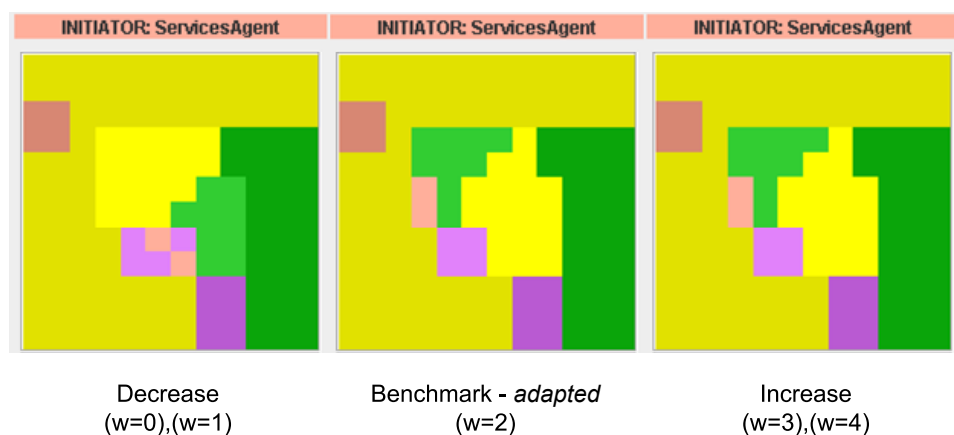 INITIATOR: ServicesAgent INITIATOR: ServicesAgent INITIATOR: ServicesAgent
Decrease Benchmark - adapted Increase
(w=0),(w=1) (w=2) (w=3),(w=4)